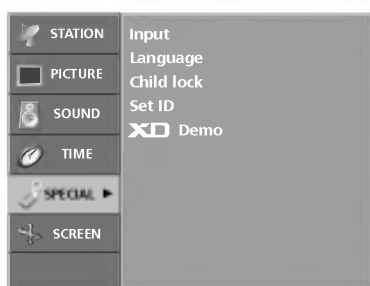 STATION
PICTURE
SOUND
TIME
SPECIAL ►
SCREEN
Input
Language
Child lock
Set ID
XD Demo